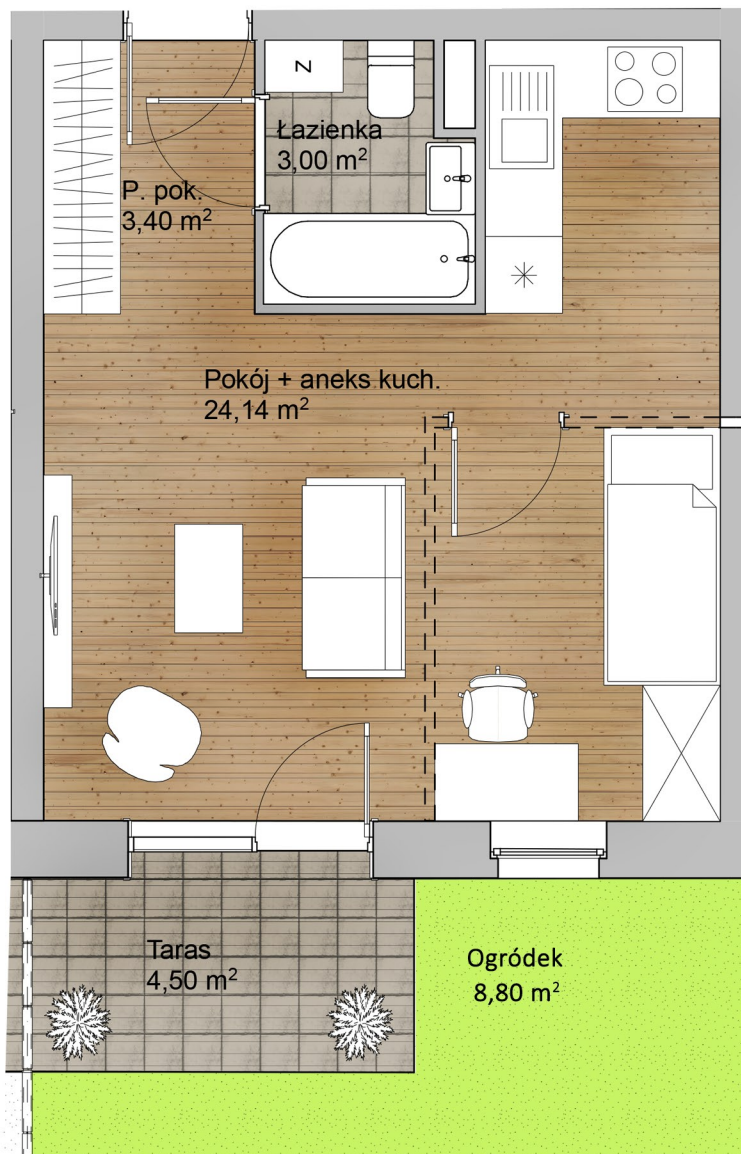 Z
Łazienka
3,00 m²
P. pok.
3,40 m²
Pokój + aneks kuch.
24,14 m²
Taras
4,50 m²
Ogródek
8,80 m²